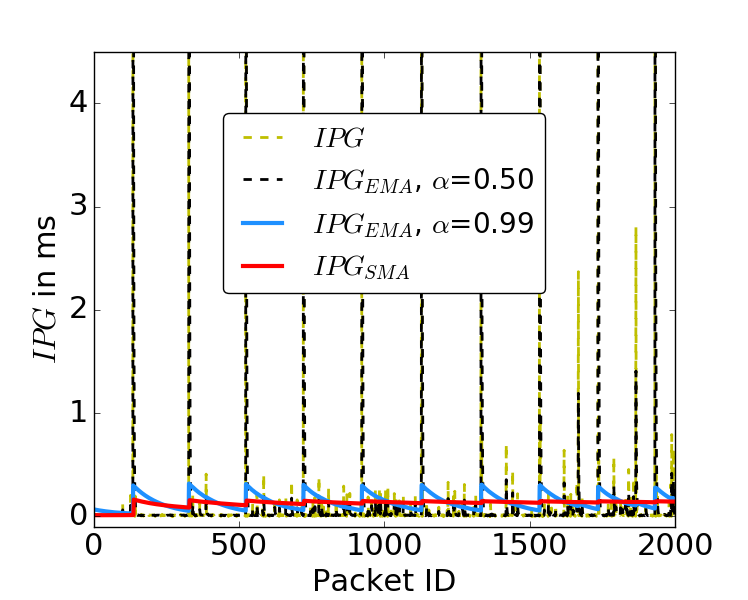 4
3
2
1
0
IPG in ms
IPG
IPG_EMA, α=0.50
IPG_EMA, α=0.99
IPG_SMA
0 500 1000 1500 2000
Packet ID